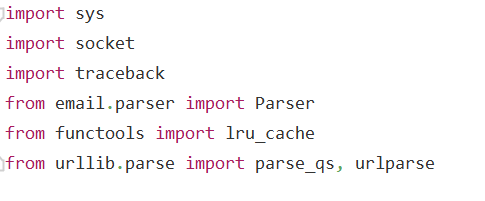 import sys
import socket
import traceback
from email.parser import Parser
from functools import lru_cache
from urllib.parse import parse_qs, urlparse